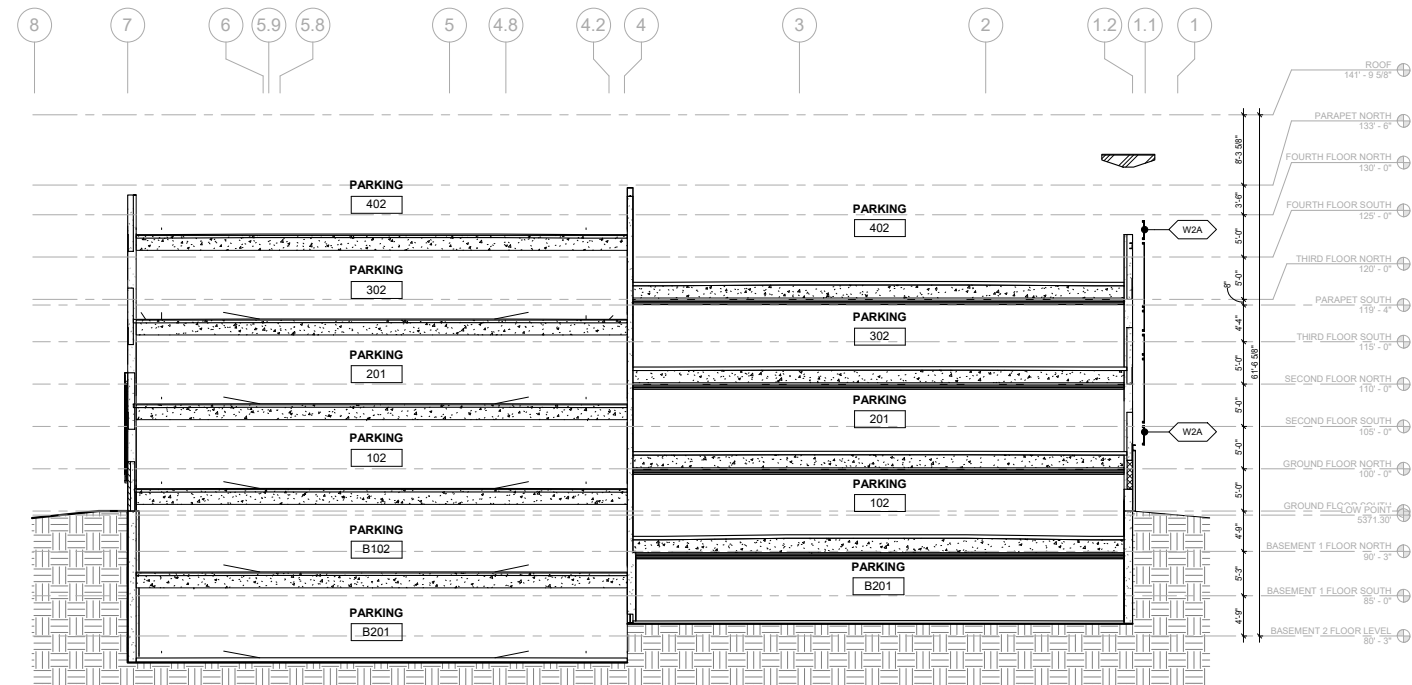 8 7 6 5.9 5.8 5 4.8 4.2 4 3 2 1.2 1.1 1
ROOF
141' - 9 5/8"
PARAPET NORTH
133' - 6"
FOURTH FLOOR NORTH
130' - 0"
FOURTH FLOOR SOUTH
125' - 0"
THIRD FLOOR NORTH
120' - 0"
PARAPET SOUTH
119' - 4"
THIRD FLOOR SOUTH
115' - 0"
SECOND FLOOR NORTH
110' - 0"
SECOND FLOOR SOUTH
105' - 0"
GROUND FLOOR NORTH
100' - 0"
GROUND FLOOR SOUTH
LOW POINT
5371.30'
BASEMENT 1 FLOOR NORTH
90' - 3"
BASEMENT 1 FLOOR SOUTH
85' - 0"
BASEMENT 2 FLOOR LEVEL
80' - 3"
8'-3 5/8"
3'-6"
5'-0"
5'-0"
8"
4'-4"
5'-0"
5'-0"
5'-0"
5'-0"
4'-9"
5'-3"
4'-9"
61'-6 5/8"
PARKING
402
PARKING
302
PARKING
201
PARKING
102
PARKING
B102
PARKING
B201
PARKING
402
PARKING
302
PARKING
201
PARKING
102
PARKING
B201
W2A
W2A